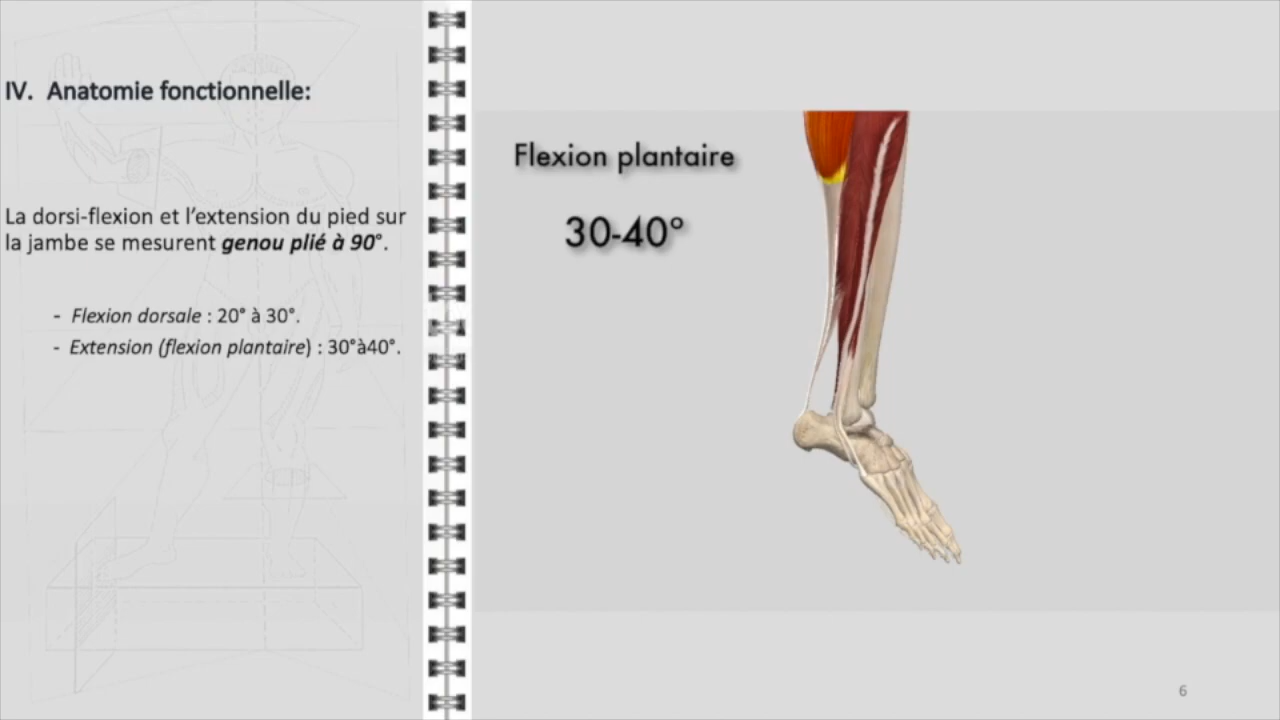 IV. Anatomie fonctionnelle:
La dorsi-flexion et l’extension du pied sur
la jambe se mesurent genou plié à 90°.
- Flexion dorsale : 20° à 30°.
- Extension (flexion plantaire) : 30°à40°.
Flexion plantaire
30-40°
6